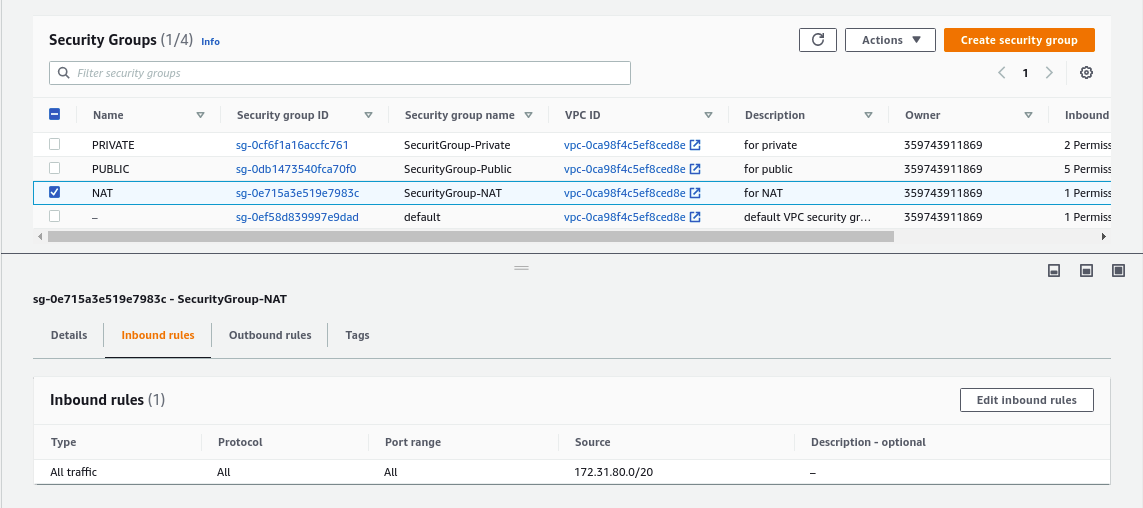 Security Groups (1/4) Info
Actions
Create security group
Filter security groups
1
Name Security group ID Security group name VPC ID Description Owner Inbound
PRIVATE sg-0cf6f1a16accfc761 SecuritGroup-Private vpc-0ca98f4c5ef8ced8e for private 359743911869 2 Permiss
PUBLIC sg-0db1473540fca70f0 SecurityGroup-Public vpc-0ca98f4c5ef8ced8e for public 359743911869 5 Permiss
NAT sg-0e715a3e519e7983c SecurityGroup-NAT vpc-0ca98f4c5ef8ced8e for NAT 359743911869 1 Permiss
– sg-0ef58d839997e9dad default vpc-0ca98f4c5ef8ced8e default VPC security gr... 359743911869 1 Permiss
sg-0e715a3e519e7983c - SecurityGroup-NAT
Details Inbound rules Outbound rules Tags
Inbound rules (1)
Edit inbound rules
Type Protocol Port range Source Description - optional
All traffic All All 172.31.80.0/20 –